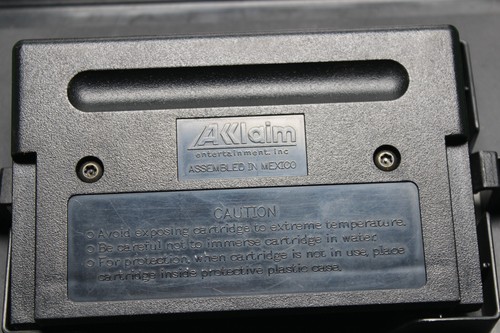 AKlaim
entertainment, inc
ASSEMBLED IN MEXICO
CAUTION
Avoid exposing cartridge to extreme temperature.
Be careful not to immerse cartridge in water
For protection, when cartridge is not in use, place
cartridge inside protective plastic case.